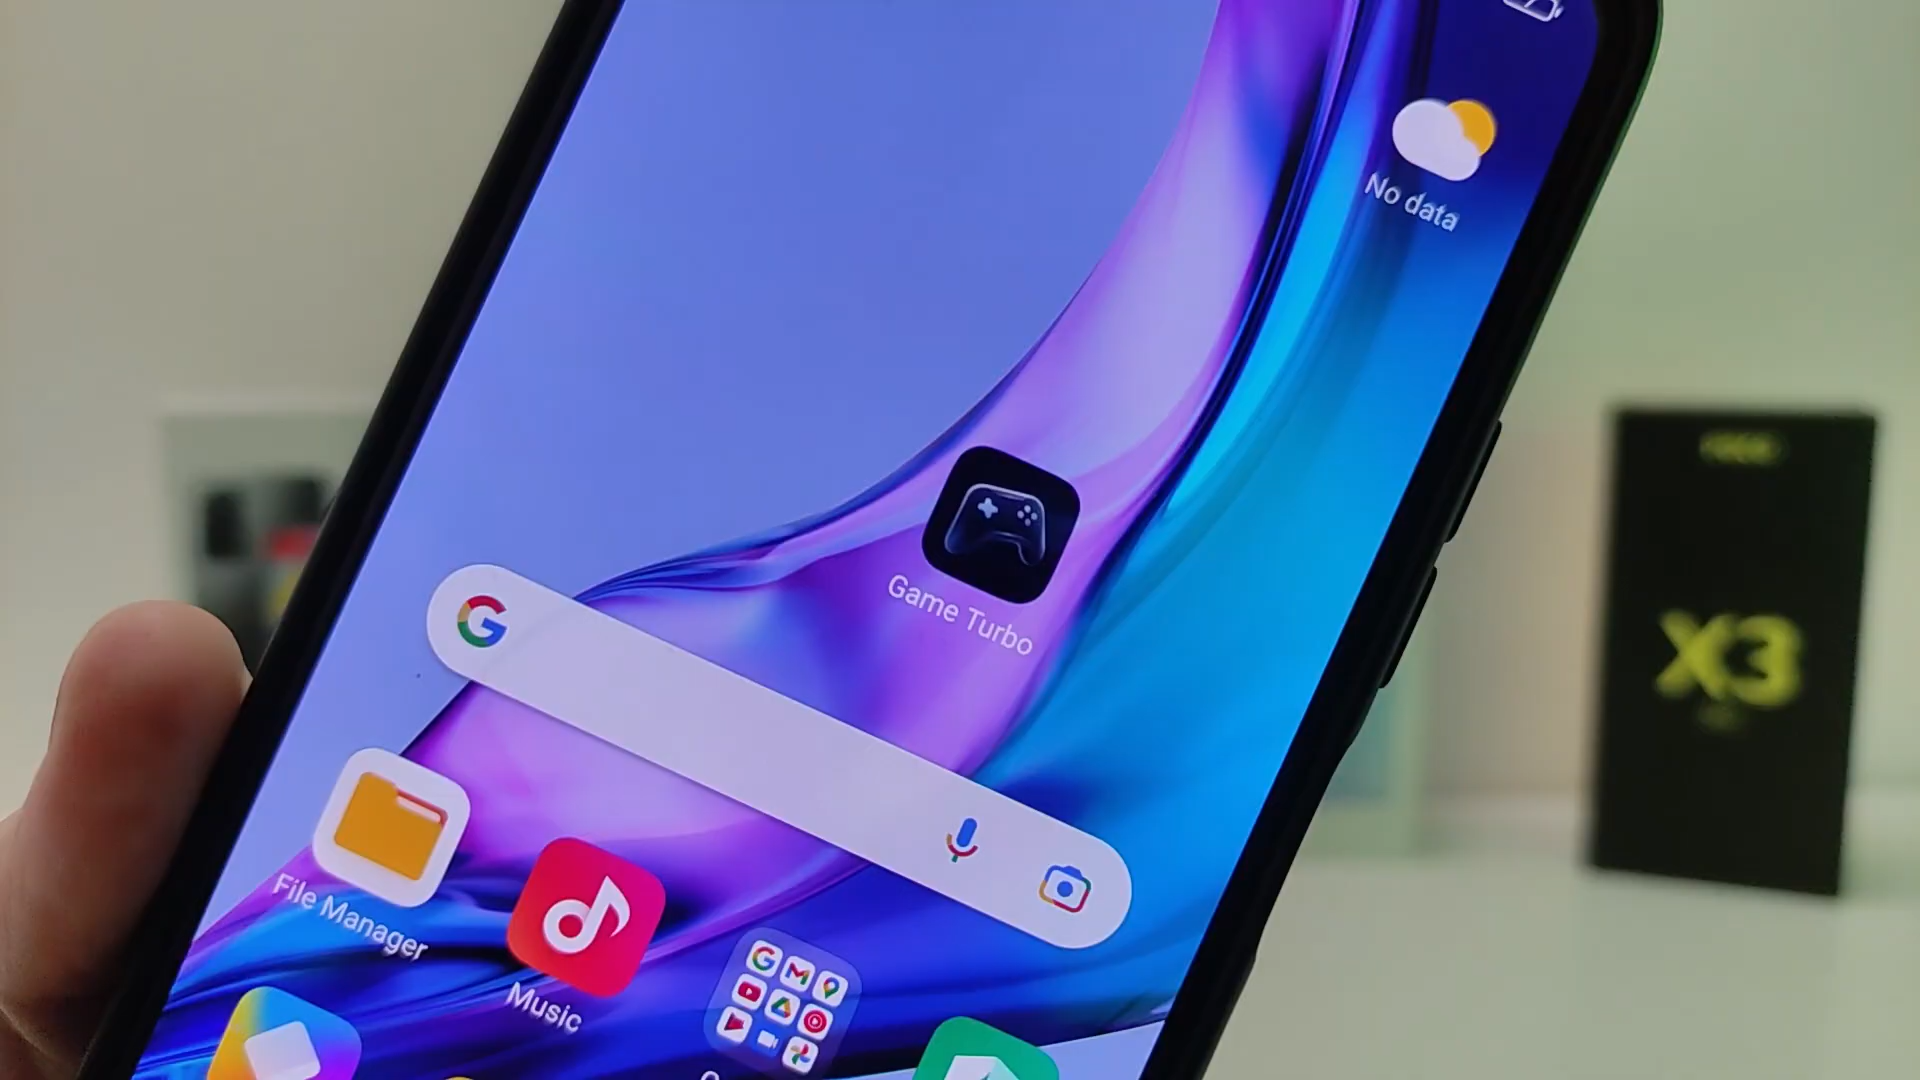 No data
Game Turbo
G
File Manager
Music
X3